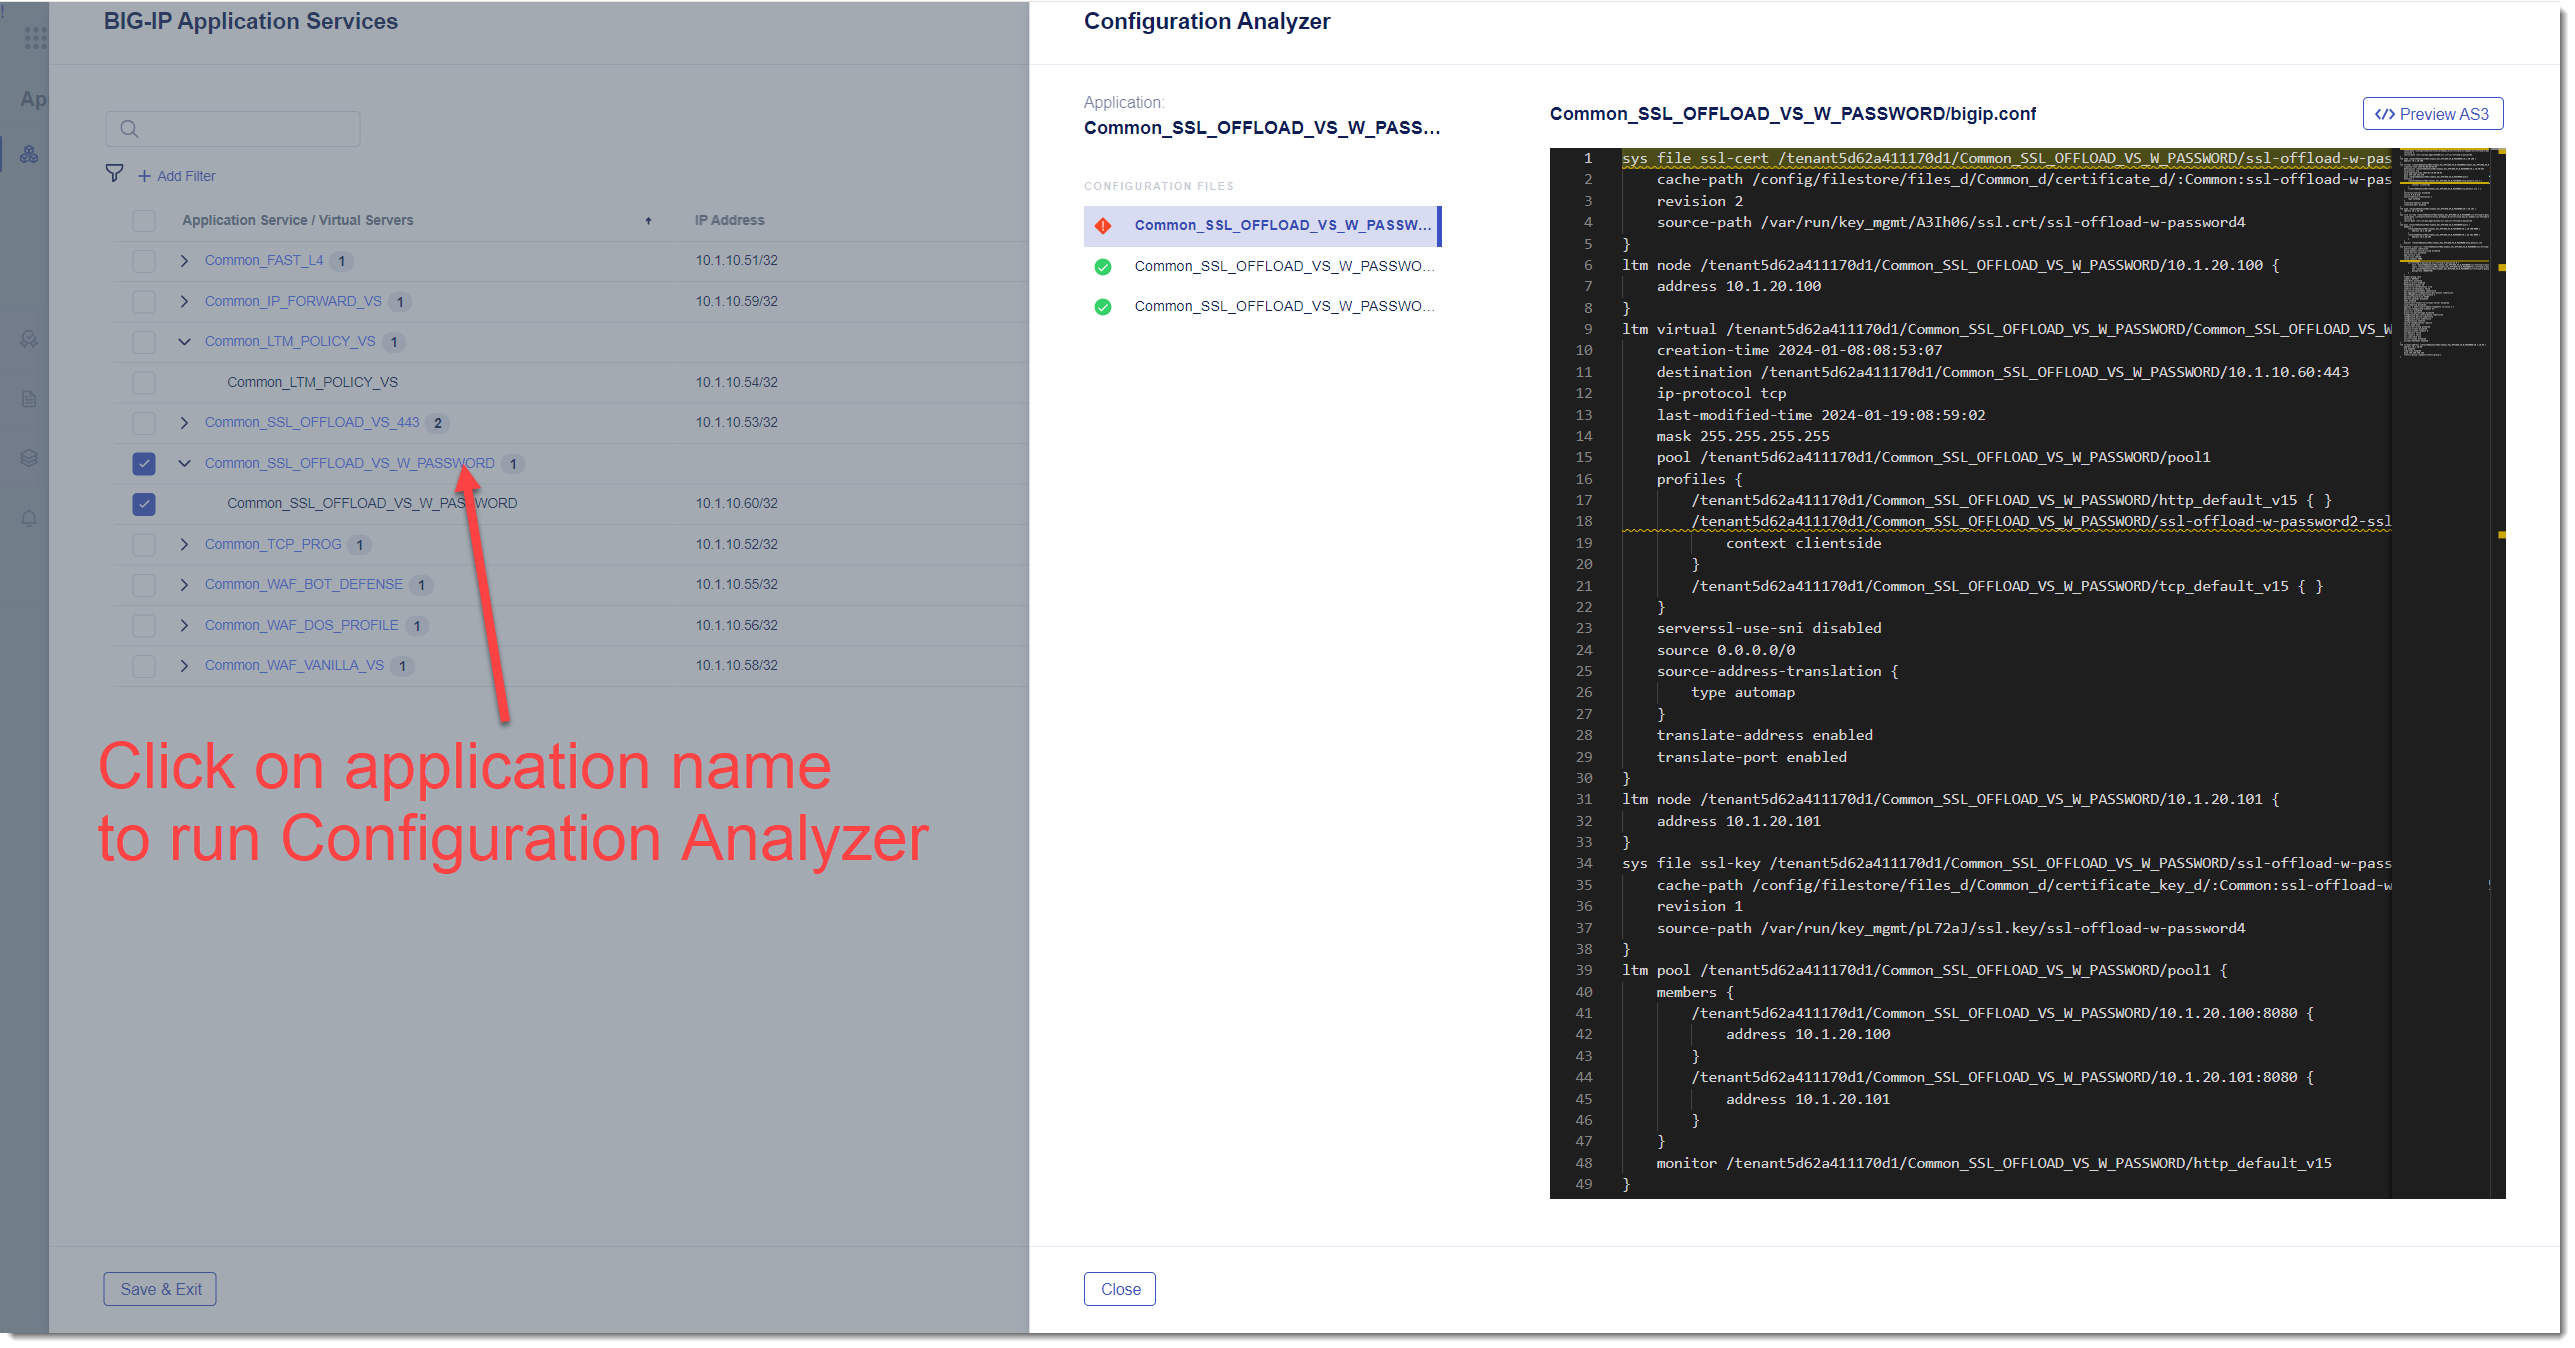 BIG-IP Application Services
Ap
Add Filter
Application Service / Virtual Servers
IP Address
Common_FAST_L4 1 10.1.10.51/32
Common_IP_FORWARD_VS 1 10.1.10.59/32
Common_LTM_POLICY_VS 1
Common_LTM_POLICY_VS 10.1.10.54/32
Common_SSL_OFFLOAD_VS_443 2 10.1.10.53/32
Common_SSL_OFFLOAD_VS_W_PASSWORD 1
Common_SSL_OFFLOAD_VS_W_PASSWORD 10.1.10.60/32
Common_TCP_PROG 1 10.1.10.52/32
Common_WAF_BOT_DEFENSE 1 10.1.10.55/32
Common_WAF_DOS_PROFILE 1 10.1.10.56/32
Common_WAF_VANILLA_VS 1 10.1.10.58/32
Click on application name
to run Configuration Analyzer
Save & Exit
Configuration Analyzer
Application:
Common_SSL_OFFLOAD_VS_W_PASS...
CONFIGURATION FILES
Common_SSL_OFFLOAD_VS_W_PASSW...
Common_SSL_OFFLOAD_VS_W_PASSWO...
Common_SSL_OFFLOAD_VS_W_PASSWO...
Common_SSL_OFFLOAD_VS_W_PASSWORD/bigip.conf
</> Preview AS3
1 sys file ssl-cert /tenant5d62a411170d1/Common_SSL_OFFLOAD_VS_W_PASSWORD/ssl-offload-w-pas
2 cache-path /config/filestore/files_d/Common_d/certificate_d/:Common:ssl-offload-w-pas
3 revision 2
4 source-path /var/run/key_mgmt/A3Ih06/ssl.crt/ssl-offload-w-password4
5 }
6 ltm node /tenant5d62a411170d1/Common_SSL_OFFLOAD_VS_W_PASSWORD/10.1.20.100 {
7 address 10.1.20.100
8 }
9 ltm virtual /tenant5d62a411170d1/Common_SSL_OFFLOAD_VS_W_PASSWORD/Common_SSL_OFFLOAD_VS_W
10 creation-time 2024-01-08:08:53:07
11 destination /tenant5d62a411170d1/Common_SSL_OFFLOAD_VS_W_PASSWORD/10.1.10.60:443
12 ip-protocol tcp
13 last-modified-time 2024-01-19:08:59:02
14 mask 255.255.255.255
15 pool /tenant5d62a411170d1/Common_SSL_OFFLOAD_VS_W_PASSWORD/pool1
16 profiles {
17 /tenant5d62a411170d1/Common_SSL_OFFLOAD_VS_W_PASSWORD/http_default_v15 { }
18 /tenant5d62a411170d1/Common_SSL_OFFLOAD_VS_W_PASSWORD/ssl-offload-w-password2-ssl
19 context clientside
20 }
21 /tenant5d62a411170d1/Common_SSL_OFFLOAD_VS_W_PASSWORD/tcp_default_v15 { }
22 }
23 serverssl-use-sni disabled
24 source 0.0.0.0/0
25 source-address-translation {
26 type automap
27 }
28 translate-address enabled
29 translate-port enabled
30 }
31 ltm node /tenant5d62a411170d1/Common_SSL_OFFLOAD_VS_W_PASSWORD/10.1.20.101 {
32 address 10.1.20.101
33 }
34 sys file ssl-key /tenant5d62a411170d1/Common_SSL_OFFLOAD_VS_W_PASSWORD/ssl-offload-w-pass
35 cache-path /config/filestore/files_d/Common_d/certificate_key_d/:Common:ssl-offload-w
36 revision 1
37 source-path /var/run/key_mgmt/pL72aJ/ssl.key/ssl-offload-w-password4
38 }
39 ltm pool /tenant5d62a411170d1/Common_SSL_OFFLOAD_VS_W_PASSWORD/pool1 {
40 members {
41 /tenant5d62a411170d1/Common_SSL_OFFLOAD_VS_W_PASSWORD/10.1.20.100:8080 {
42 address 10.1.20.100
43 }
44 /tenant5d62a411170d1/Common_SSL_OFFLOAD_VS_W_PASSWORD/10.1.20.101:8080 {
45 address 10.1.20.101
46 }
47 }
48 monitor /tenant5d62a411170d1/Common_SSL_OFFLOAD_VS_W_PASSWORD/http_default_v15
49 }
Close